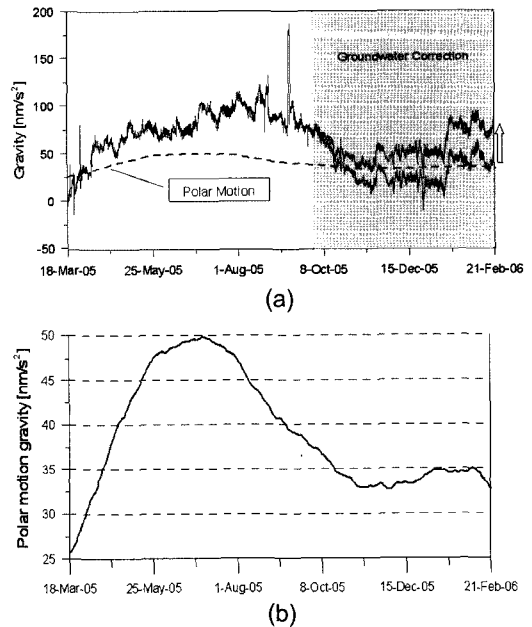 200
150
100
50
0
-50
Gravity [nm/s²]
Groundwater Correction
Polar Motion
18-Mar-05 25-May-05 1-Aug-05 8-Oct-05 15-Dec-05 21-Feb-06
(a)
50
45
40
35
30
25
Polar motion gravity [nm/s²]
18-Mar-05 25-May-05 1-Aug-05 8-Oct-05 15-Dec-05 21-Feb-06
(b)